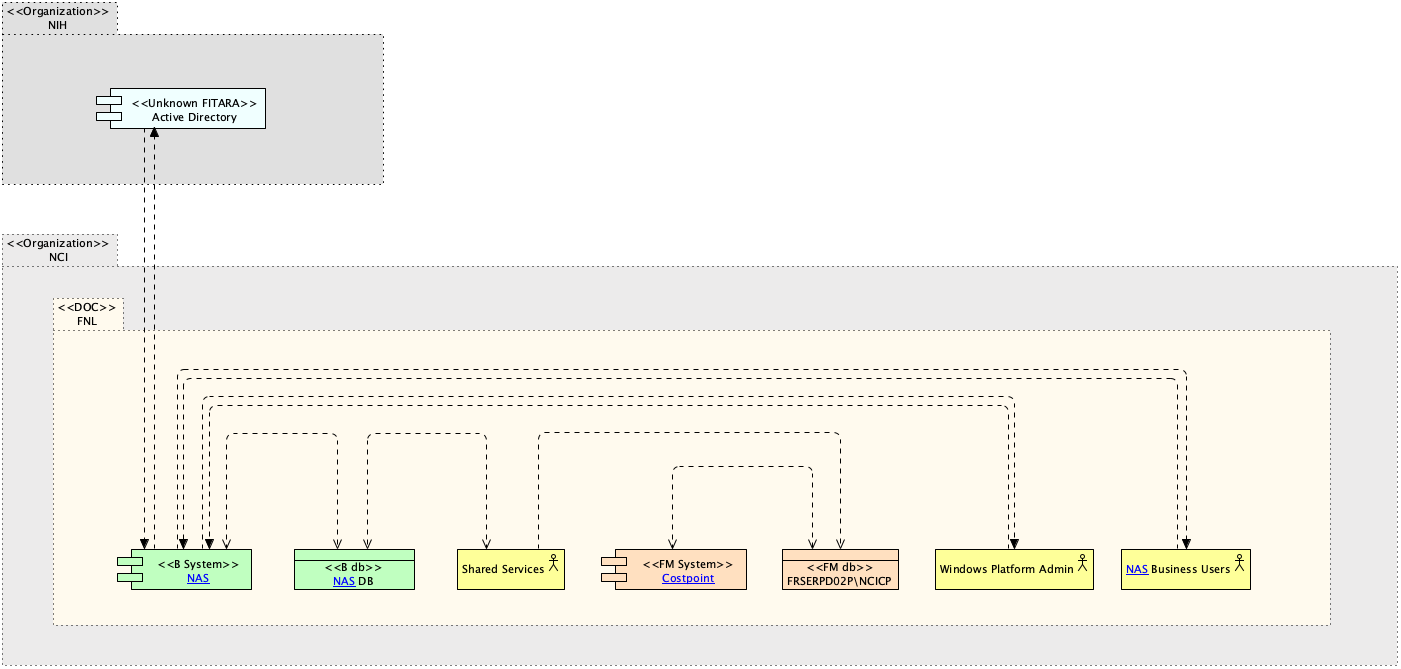 <<Organization>>
NIH
<<Unknown FITARA>>
Active Directory
<<Organization>>
NCI
<<DOC>>
FNL
<<B System>>
NAS
<<B db>>
NAS DB
Shared Services
<<FM System>>
Costpoint
<<FM db>>
FRSERPD02P\NCICP
Windows Platform Admin
NAS Business Users